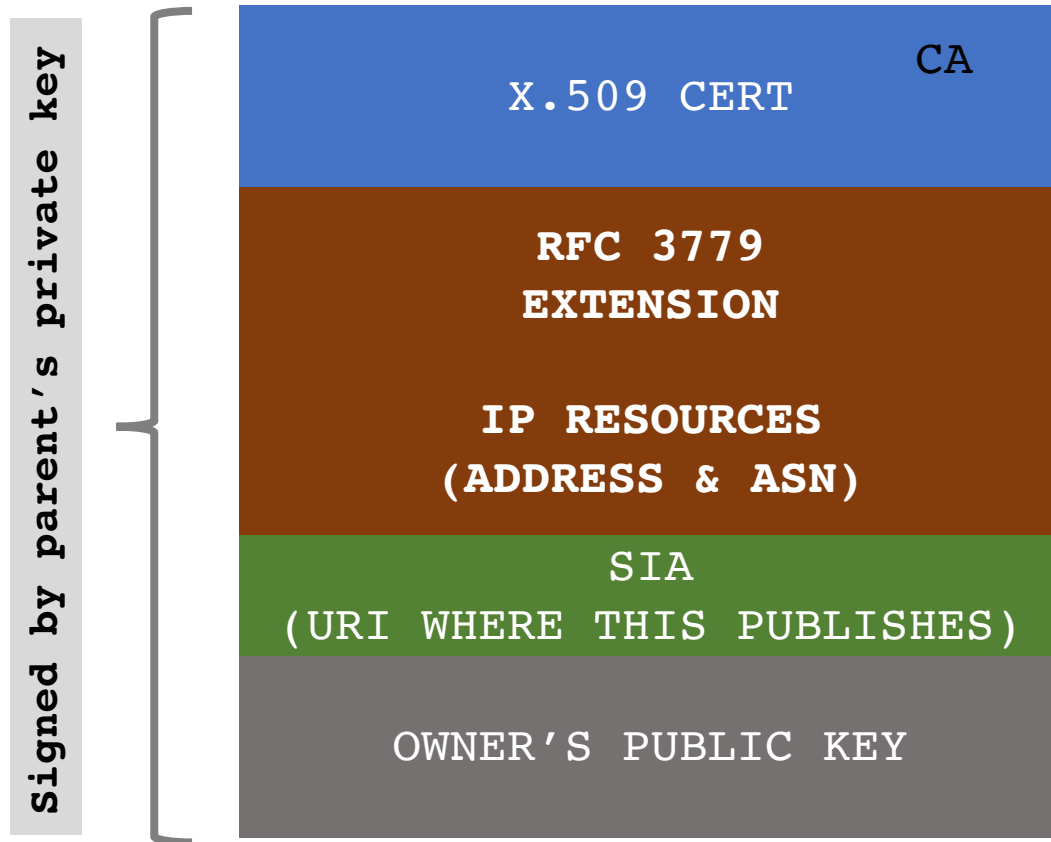 Signed by parent’s private key
CA
X.509 CERT
RFC 3779
EXTENSION
IP RESOURCES
(ADDRESS & ASN)
SIA
(URI WHERE THIS PUBLISHES)
OWNER’S PUBLIC KEY